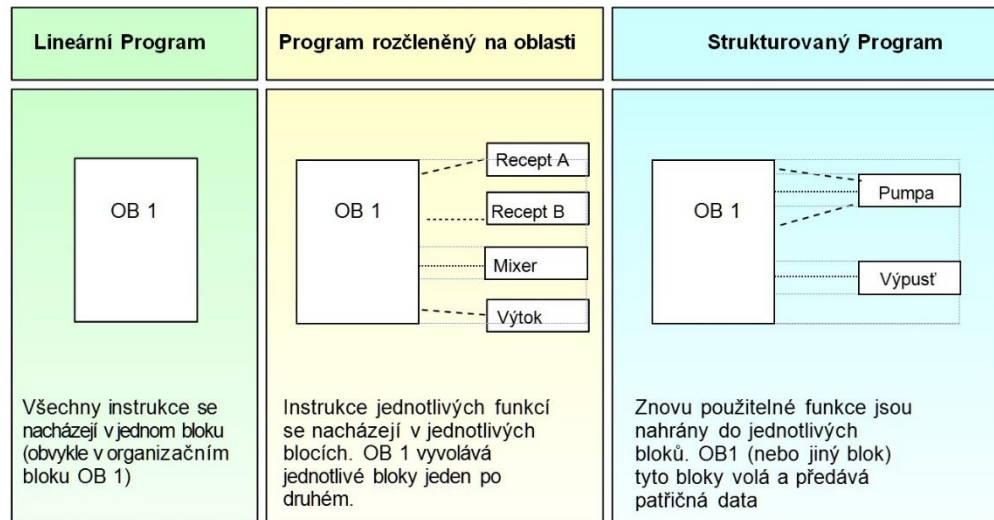 Lineární Program
Program rozčleněný na oblasti
Strukturovaný Program
OB 1
Všechny instrukce se
nacházejí v jednom bloku
(obvykle v organizačním
bloku OB 1)
OB 1
Recept A
Recept B
Mixer
Výtok
Instrukce jednotlivých funkcí
se nacházejí v jednotlivých
blocích. OB 1 vyvolává
jednotlivé bloky jeden po
druhém.
OB 1
Pumpa
Výpusť
Znovu použitelné funkce jsou
nahrány do jednotlivých
bloků. OB1 (nebo jiný blok)
tyto bloky volá a předává
patřičná data